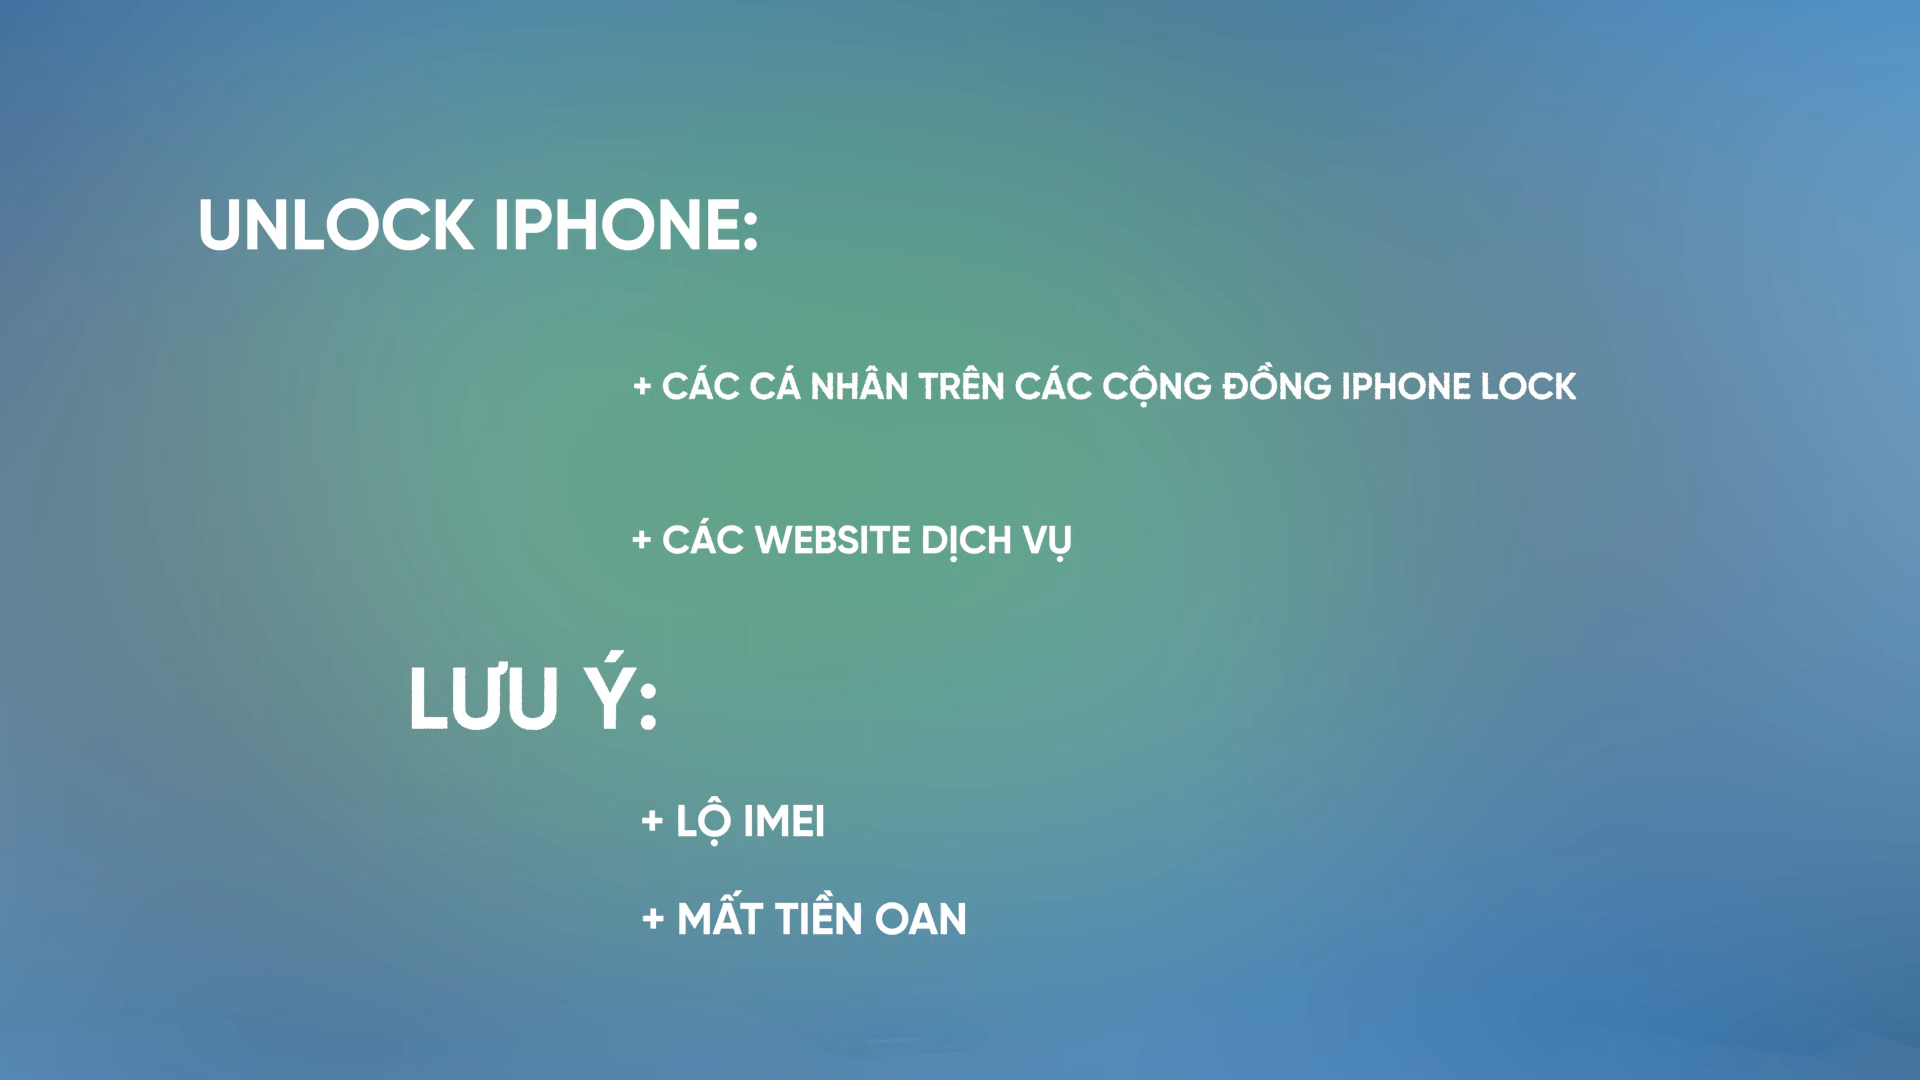 UNLOCK IPHONE:
+ CÁC CÁ NHÂN TRÊN CÁC CỘNG ĐỒNG IPHONE LOCK
+ CÁC WEBSITE DỊCH VỤ
LƯU Ý:
+ LỘ IMEI
+ MẤT TIỀN OAN